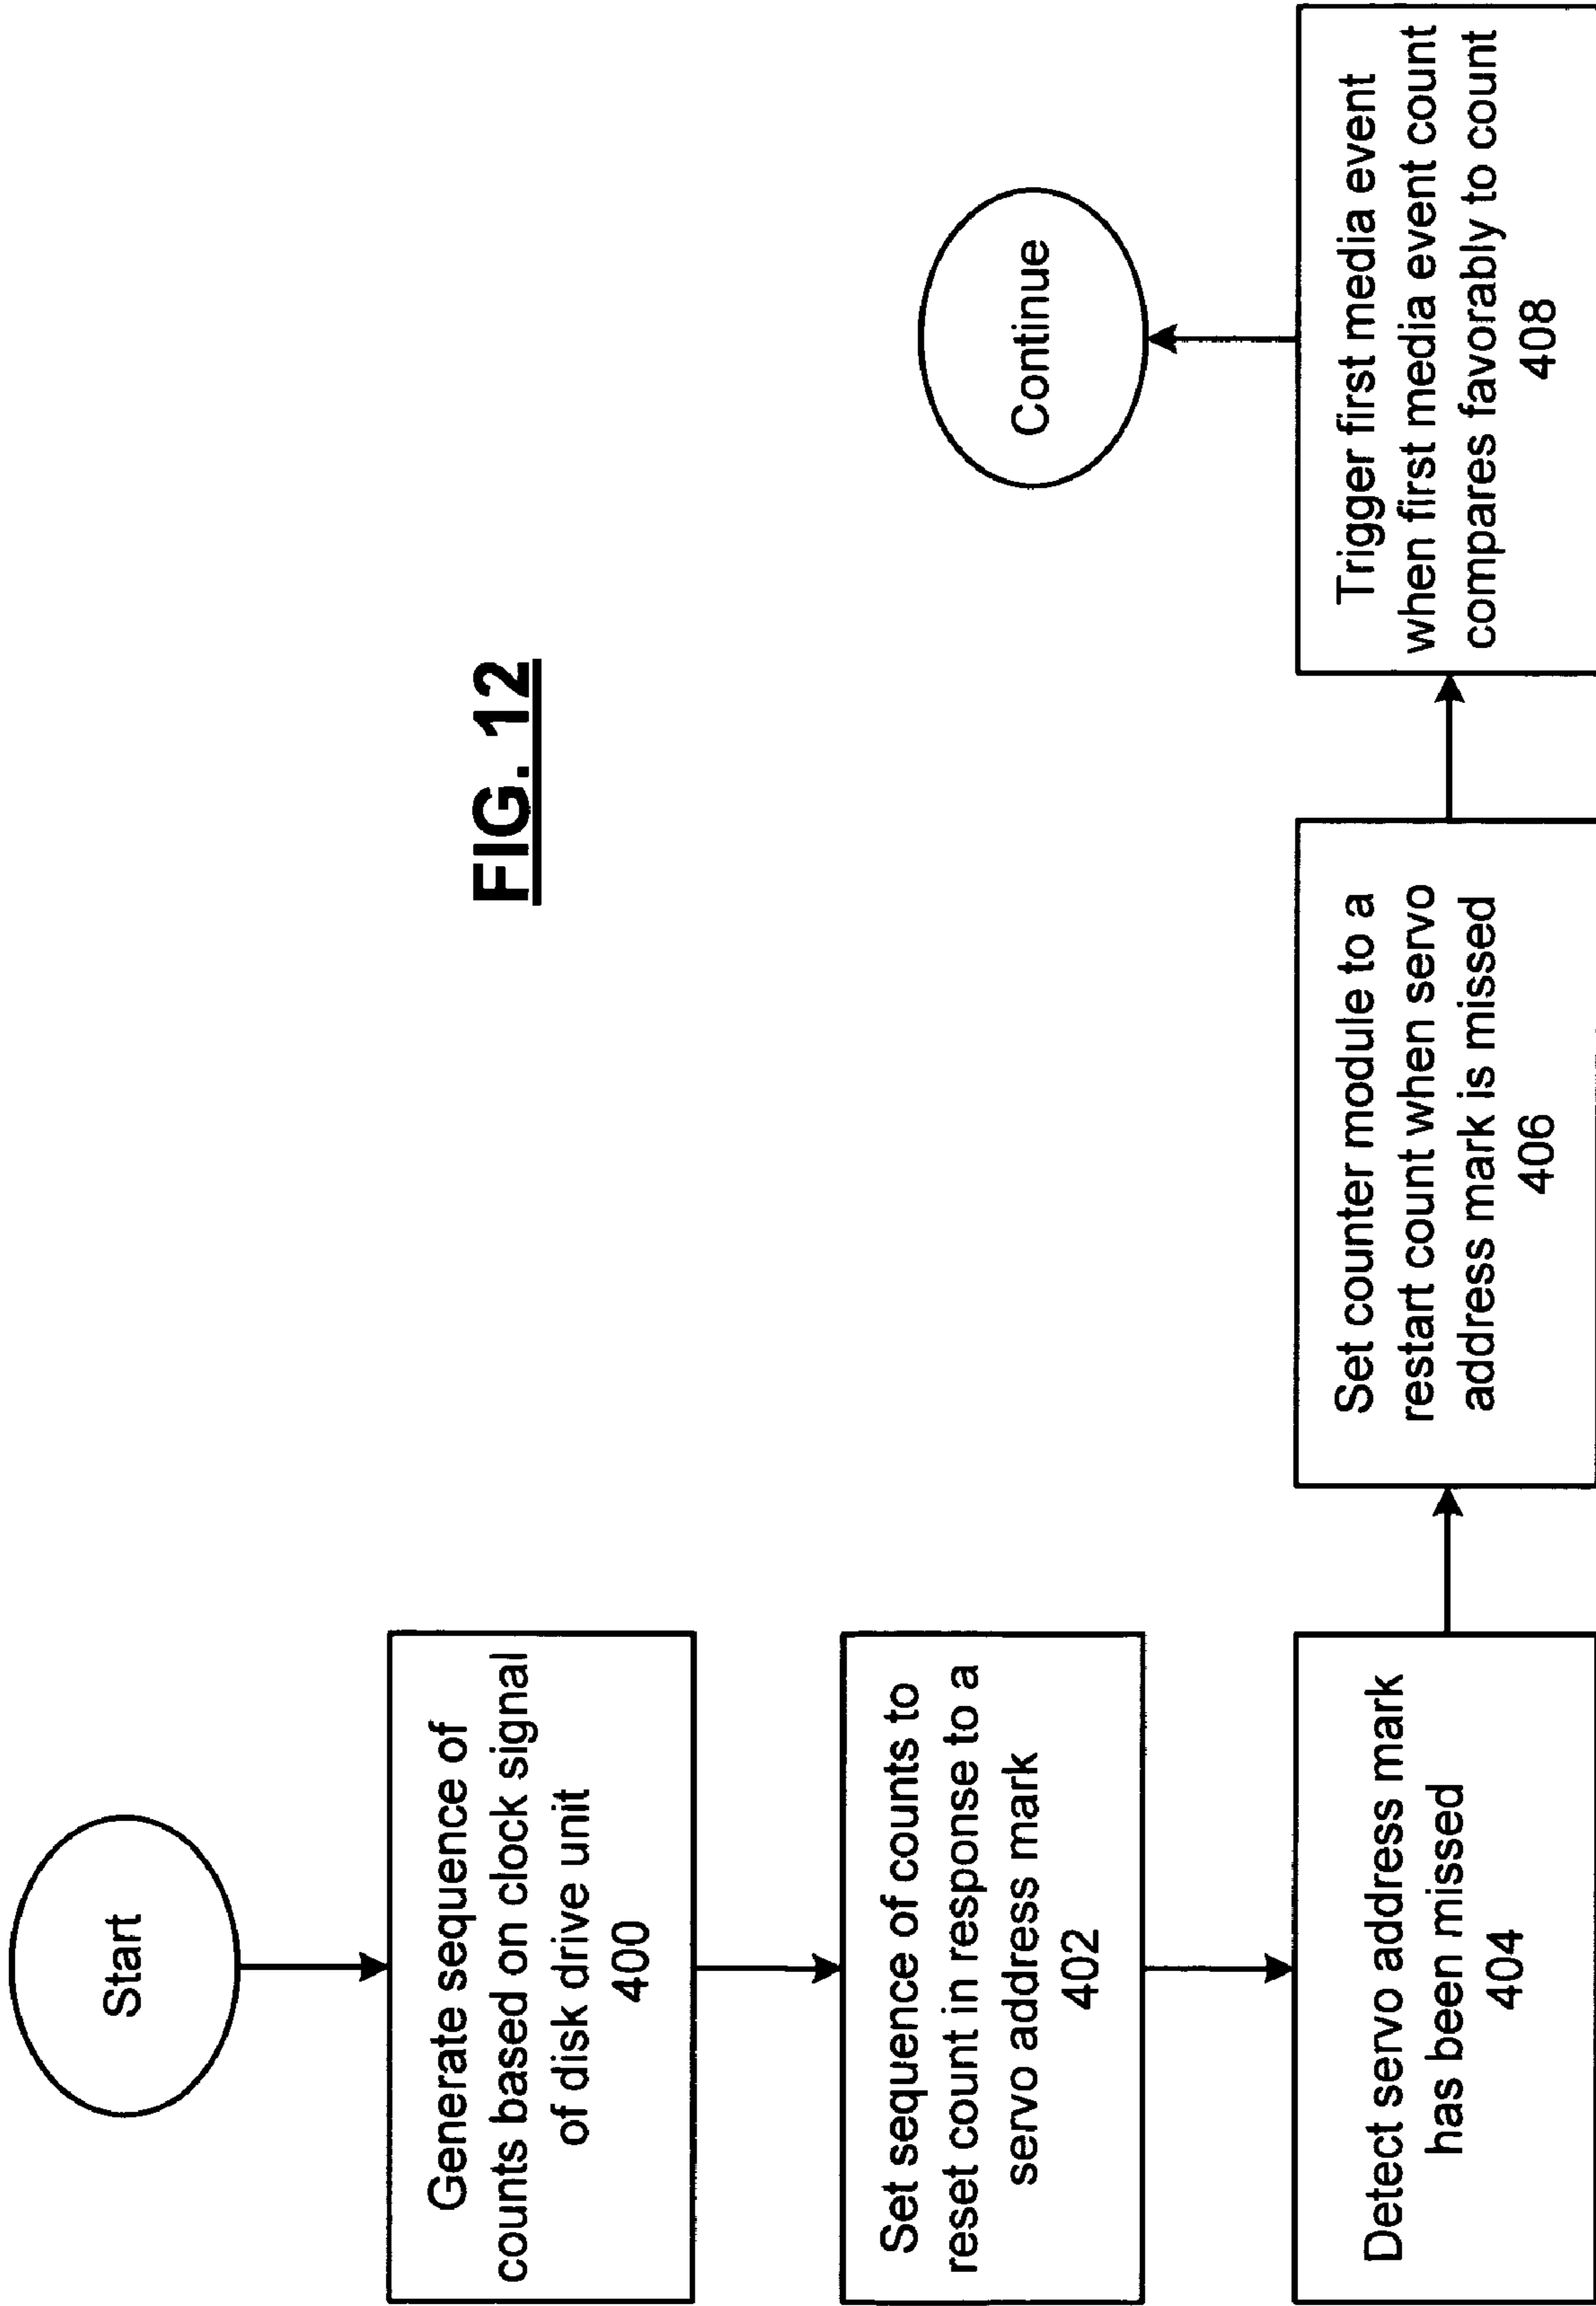 Start
Generate sequence of
counts based on clock signal
of disk drive unit
400
Set sequence of counts to
reset count in response to a
servo address mark
402
Detect servo address mark
has been missed
404
Set counter module to a
restart count when servo
address mark is missed
406
Trigger first media event
when first media event count
compares favorably to count
408
Continue
FIG. 12